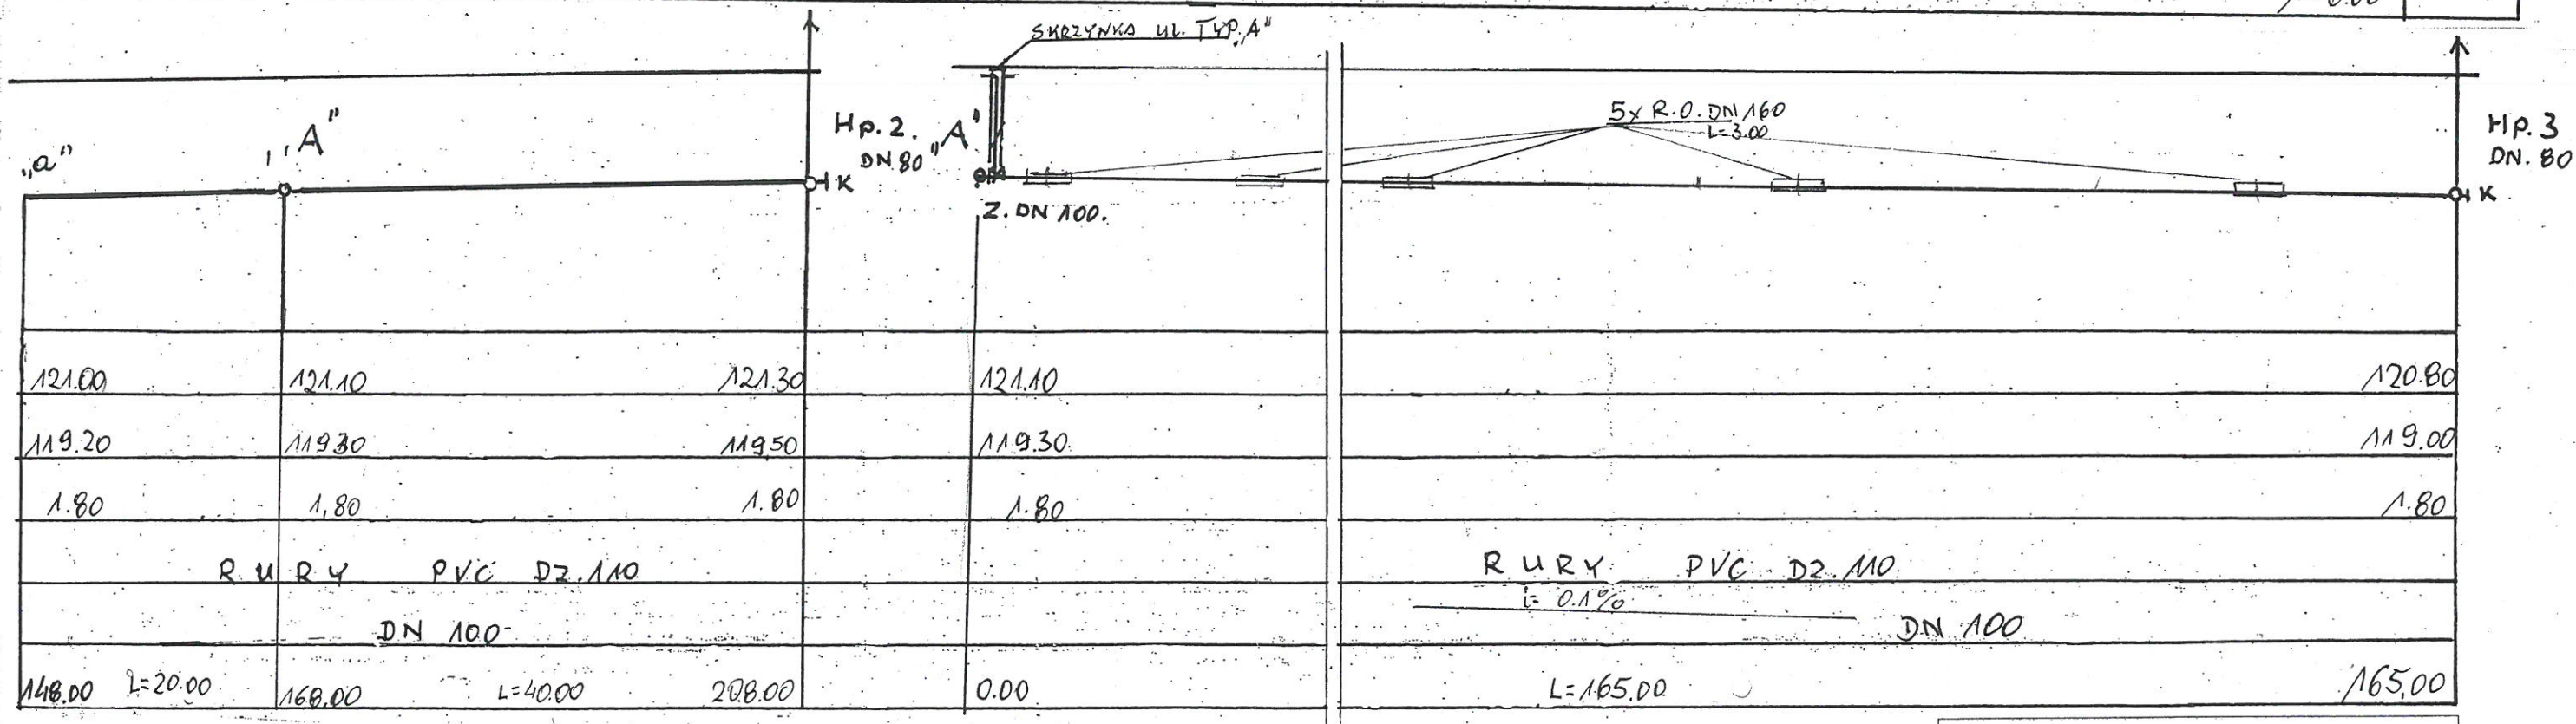 0.00
SKRZYNKA UL. TYP „A"
„a"
„A"
Hp. 2.
DN 80
„A"
K
5x R.O. DN 160
L=3.00
Hp. 3
DN. 80
K
Z. DN 100.
121.00 121.10 121.30 121.10 120.80
119.20 119.30 119.50 119.30 119.00
1.80 1,80 1.80 1.80 1.80
RURY PVC DZ. 110 RURY PVC DZ. 110
i= 0.1%
DN 100 DN 100
148.00 L=20.00 168.00 L=40.00 208.00 0.00 L=165.00 165,00